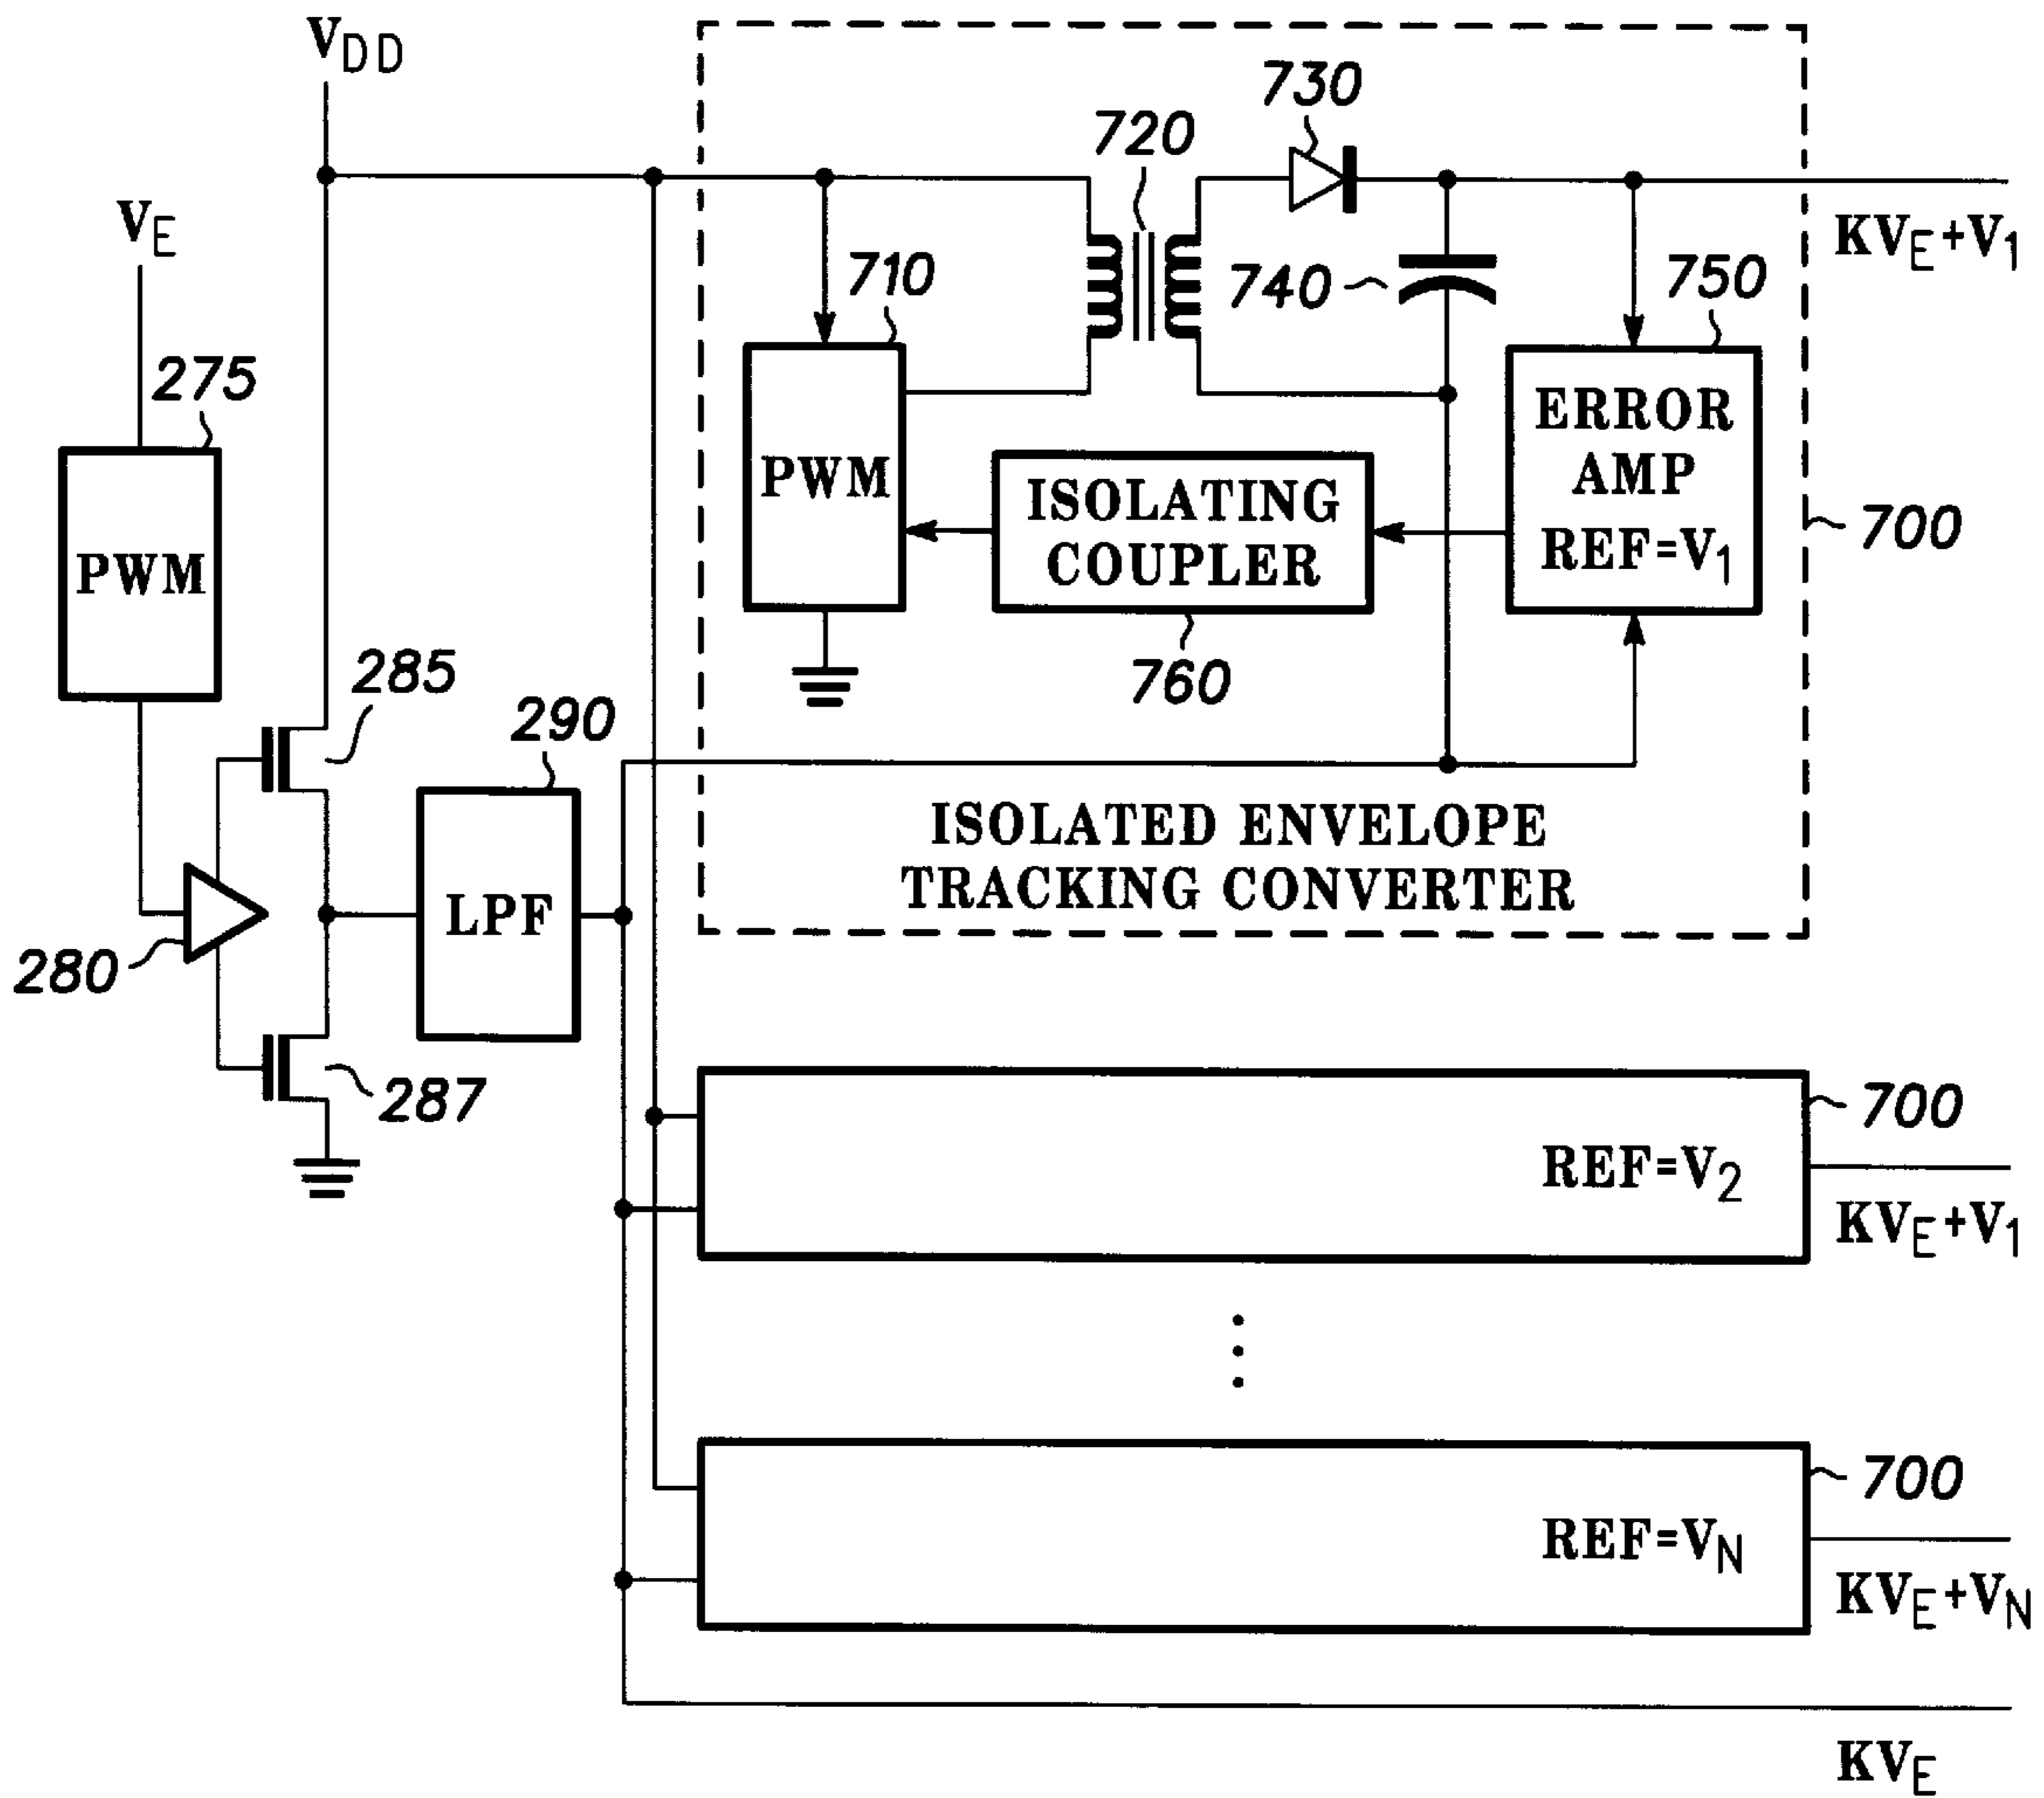 VDD
730
720
VE
KVE+V1
710
740
750
275
ERROR
AMP
REF=V1
PWM
ISOLATING
COUPLER
700
PWM
285
760
290
ISOLATED ENVELOPE
TRACKING CONVERTER
LPF
280
287
700
REF=V2
KVE+V1
700
REF=VN
KVE+VN
KVE